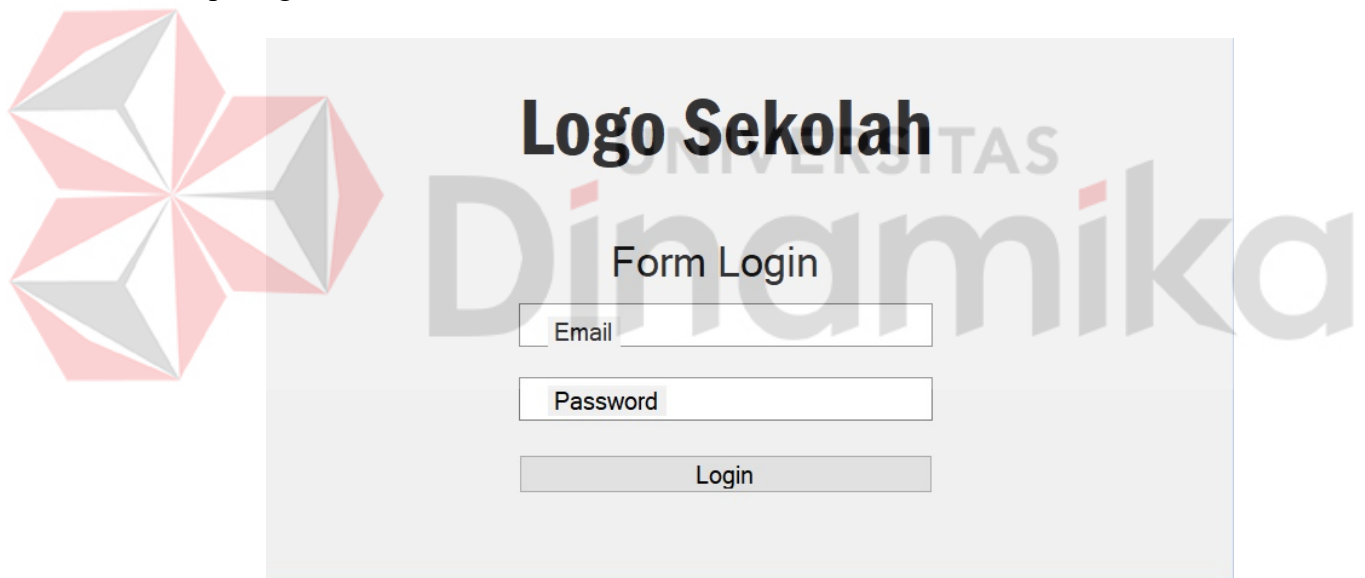 Logo Sekolah
UNIVERSITAS
Dinamika
Form Login
Email
Password
Login